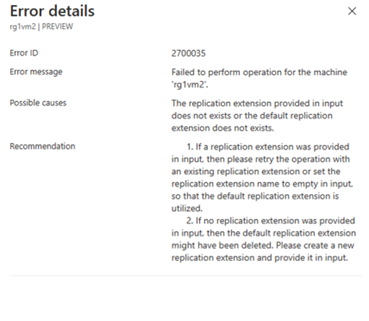 Error details
rg1vm2 | PREVIEW
Error ID 2700035
Error message Failed to perform operation for the machine
'rg1vm2'.
Possible causes The replication extension provided in input
does not exists or the default replication
extension does not exists.
Recommendation 1. If a replication extension was provided
in input, then please retry the operation with
an existing replication extension or set the
replication extension name to empty in input,
so that the default replication extension is
utilized.
2. If no replication extension was provided
in input, then the default replication extension
might have been deleted. Please create a new
replication extension and provide it in input.